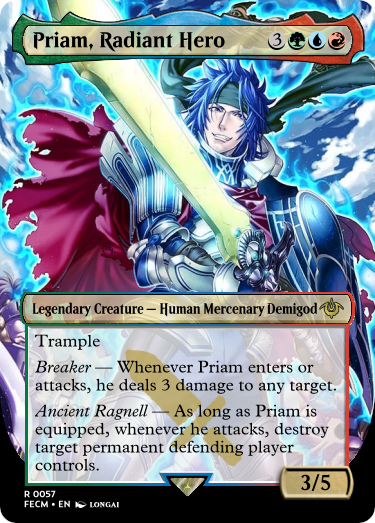 Priam, Radiant Hero 3
Legendary Creature — Human Mercenary Demigod
Trample
Breaker — Whenever Priam enters or
attacks, he deals 3 damage to any target.
Ancient Ragnell — As long as Priam is
equipped, whenever he attacks, destroy
target permanent defending player
controls.
3/5
R 0057
FECM • EN LONGAI